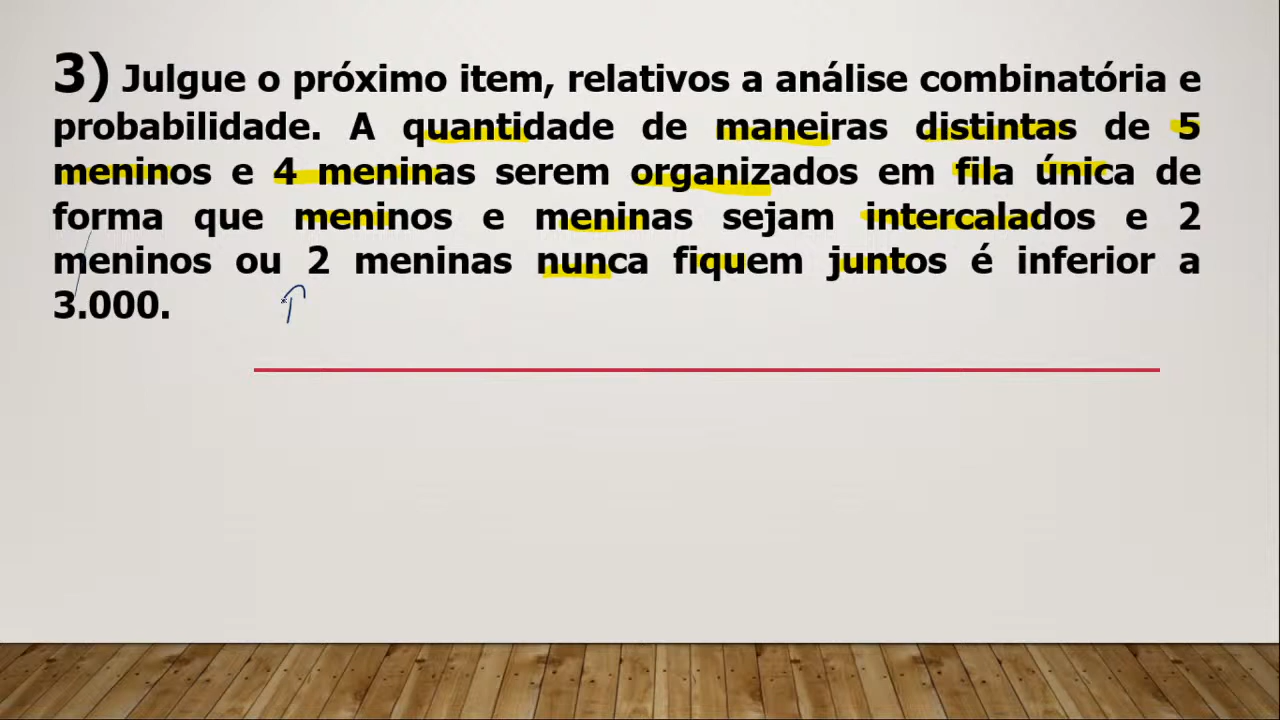 3) Julgue o próximo item, relativos a análise combinatória e
probabilidade. A quantidade de maneiras distintas de 5
meninos e 4 meninas serem organizados em fila única de
forma que meninos e meninas sejam intercalados e 2
meninos ou 2 meninas nunca fiquem juntos é inferior a
3.000.